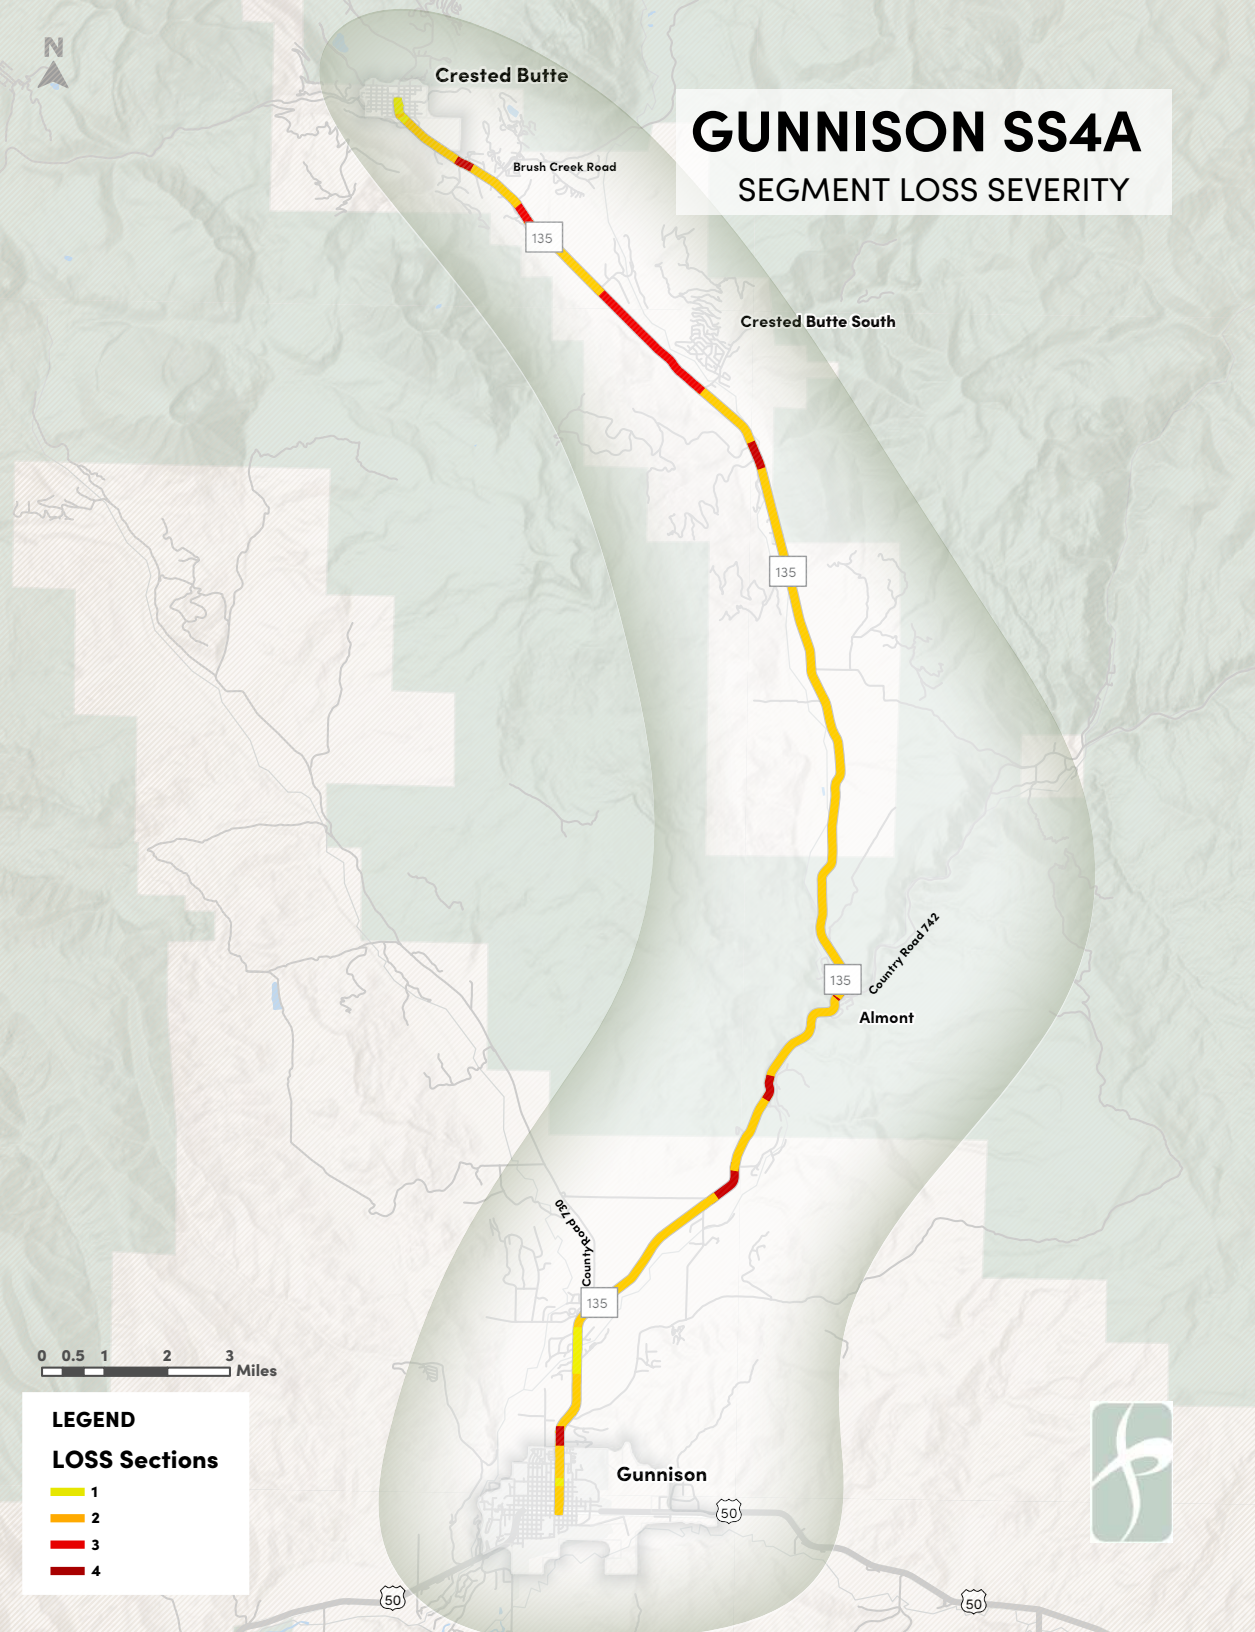 N
Crested Butte
GUNNISON SS4A
SEGMENT LOSS SEVERITY
Brush Creek Road
135
Crested Butte South
135
Country Road 742
135
Almont
County Road 730
135
0 0.5 1 2 3 Miles
LEGEND
LOSS Sections
1
2
3
4
Gunnison
50
50
50